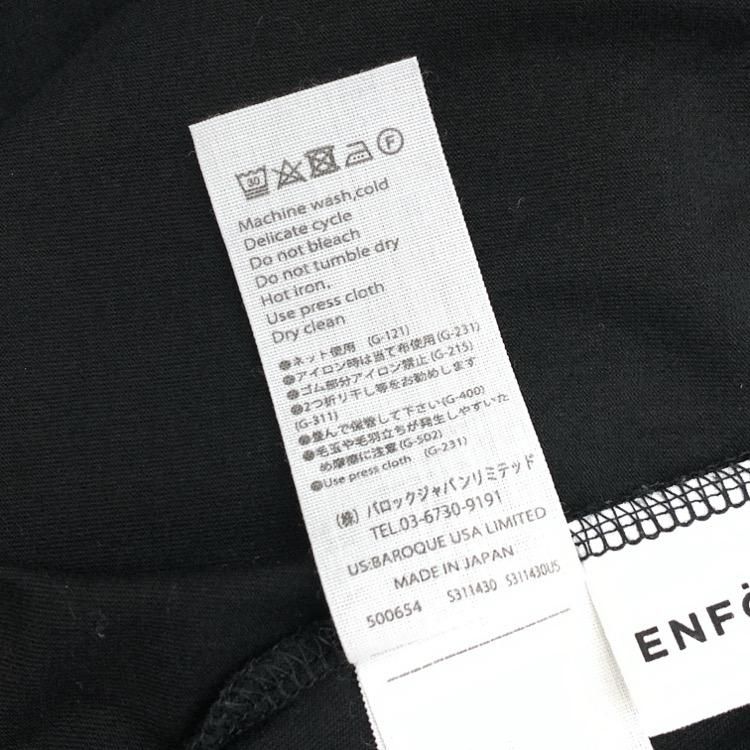 30
F
Machine wash,cold
Delicate cycle
Do not bleach
Do not tumble dry
Hot iron.
Use press cloth
Dry clean
●ネット使用 (G-121)
●アイロン時は当て布使用(G-231)
●ゴム部分アイロン禁止(G-215)
●2つ折り干し等をお勧めします
(G-311)
●畳んで保管して下さい(G-400)
●毛玉や毛羽立ちが発生しやすいた
め摩擦に注意(G-502)
●Use press cloth (G-231)
(株)バロックジャパンリミテッド
TEL.03-6730-9191
US:BAROQUE USA LIMITED
MADE IN JAPAN
500654 5311430 5311430US
ENFÖ